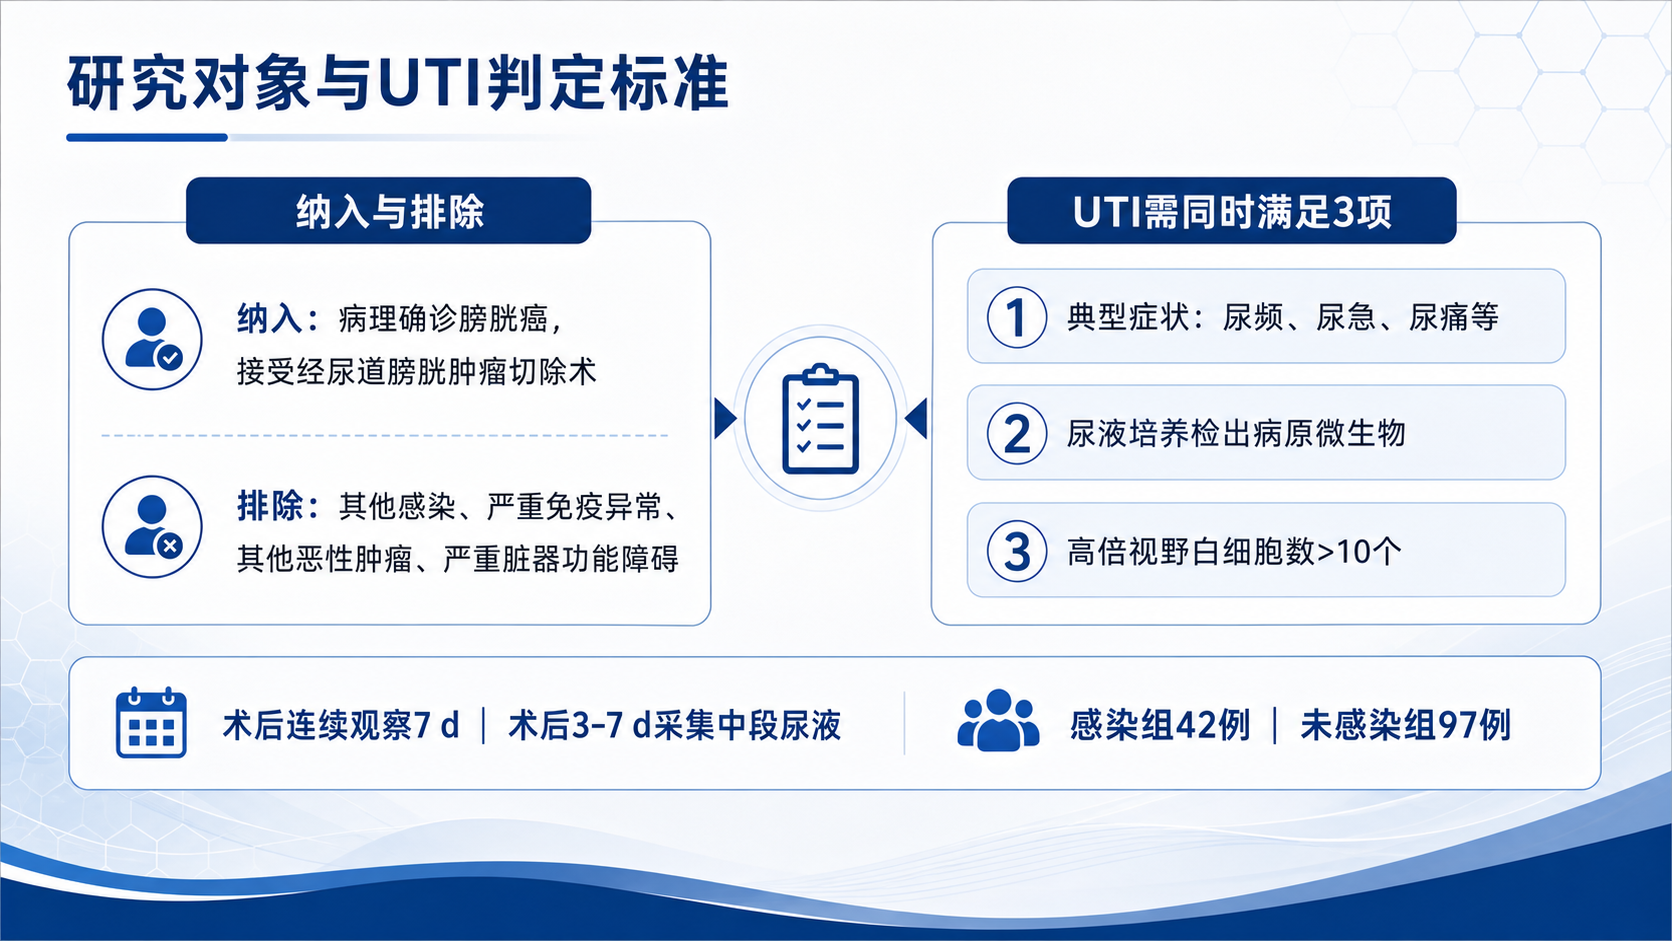 研究对象与UTI判定标准
纳入与排除
纳入：病理确诊膀胱癌，
接受经尿道膀胱肿瘤切除术
排除：其他感染、严重免疫异常、
其他恶性肿瘤、严重脏器功能障碍
UTI需同时满足3项
1 典型症状：尿频、尿急、尿痛等
2 尿液培养检出病原微生物
3 高倍视野白细胞数>10个
术后连续观察7 d｜术后3–7 d采集中段尿液
感染组42例｜未感染组97例